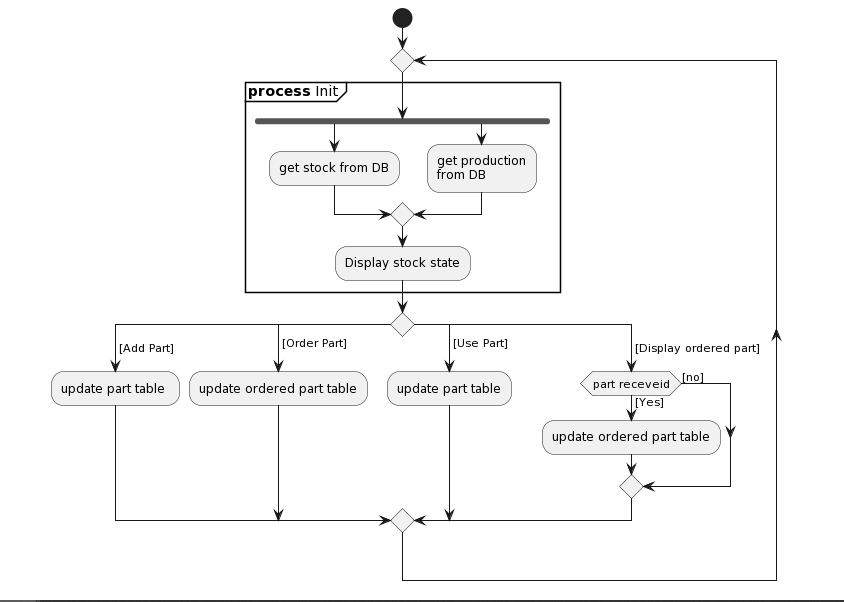 process Init
get stock from DB
get production
from DB
Display stock state
[Add Part]
[Order Part]
[Use Part]
[Display ordered part]
update part table
update ordered part table
update part table
part receveid
[no]
[Yes]
update ordered part table